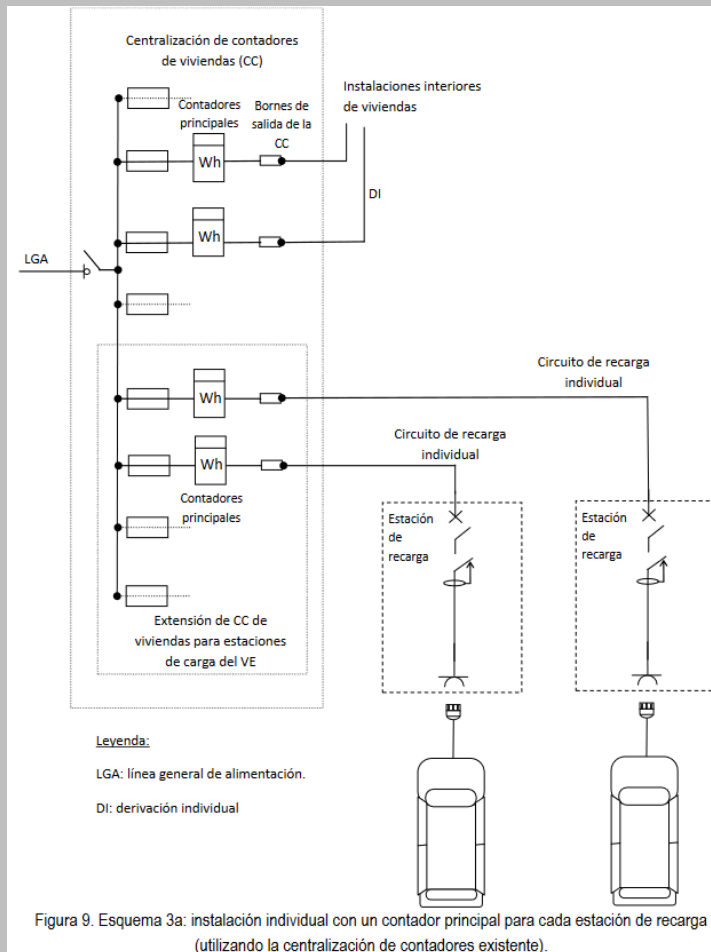 Centralización de contadores
de viviendas (CC)
Contadores
principales
Bornes de
salida de la
CC
Instalaciones interiores
de viviendas
Wh
DI
Wh
LGA
Circuito de recarga
individual
Wh
Circuito de recarga
individual
Wh
Contadores
principales
Estación
de
recarga
Estación
de
recarga
Extensión de CC de
viviendas para estaciones
de carga del VE
Leyenda:
LGA: línea general de alimentación.
DI: derivación individual
Figura 9. Esquema 3a: instalación individual con un contador principal para cada estación de recarga
(utilizando la centralización de contadores existente).